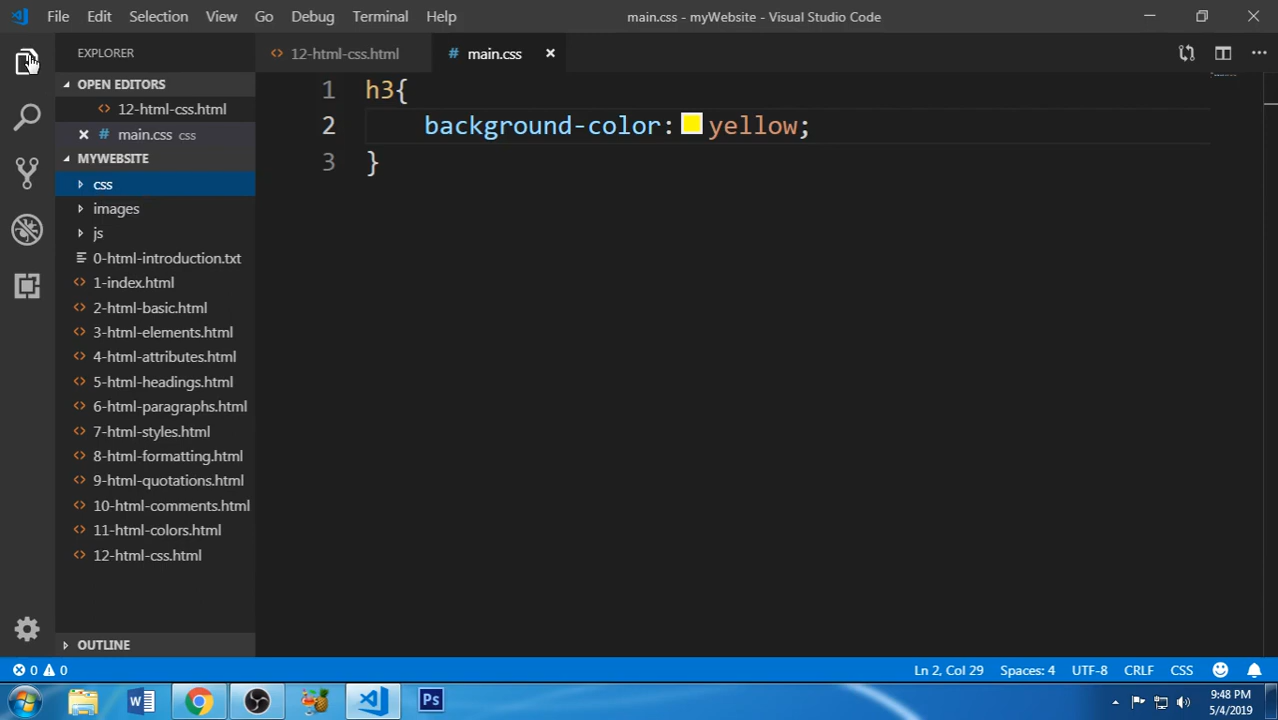 File Edit Selection View Go Debug Terminal Help main.css - myWebsite - Visual Studio Code
EXPLORER
OPEN EDITORS
<> 12-html-css.html
# main.css css
MYWEBSITE
css
images
js
0-html-introduction.txt
<> 1-index.html
<> 2-html-basic.html
<> 3-html-elements.html
<> 4-html-attributes.html
<> 5-html-headings.html
<> 6-html-paragraphs.html
<> 7-html-styles.html
<> 8-html-formatting.html
<> 9-html-quotations.html
<> 10-html-comments.html
<> 11-html-colors.html
<> 12-html-css.html
OUTLINE
<> 12-html-css.html # main.css
1 h3{
2 background-color: yellow;
3 }
0 0 Ln 2, Col 29 Spaces: 4 UTF-8 CRLF CSS
W Ps
9:48 PM
5/4/2019